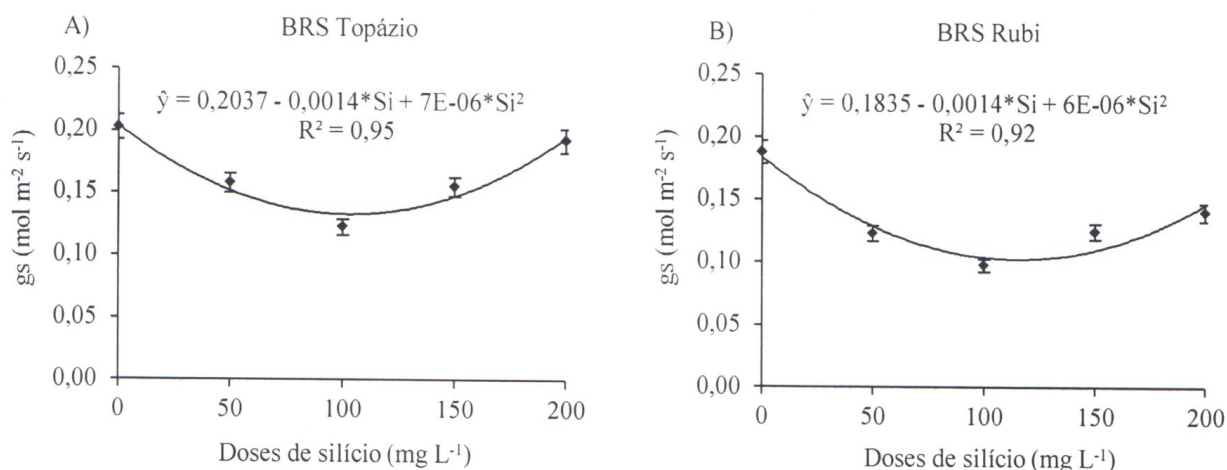 A)
BRS Topázio
ŷ = 0,2037 - 0,0014*Si + 7E-06*Si²
R² = 0,95
gs (mol m⁻² s⁻¹)
0,25
0,20
0,15
0,10
0,05
0,00
0 50 100 150 200
Doses de silício (mg L⁻¹)
B)
BRS Rubi
ŷ = 0,1835 - 0,0014*Si + 6E-06*Si²
R² = 0,92
gs (mol m⁻² s⁻¹)
0,25
0,20
0,15
0,10
0,05
0,00
0 50 100 150 200
Doses de silício (mg L⁻¹)